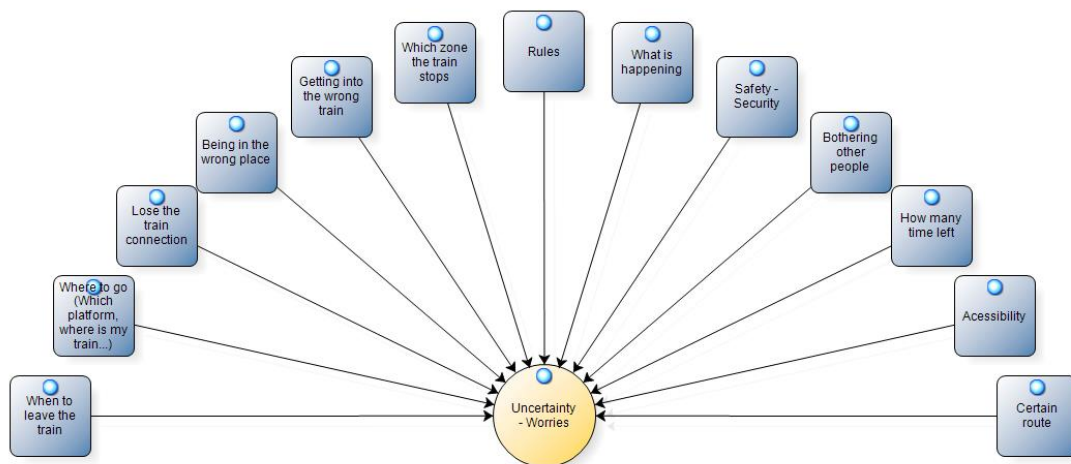 When to
leave the
train
Where to go
(Which
platform,
where is my
train...)
Lose the
train
connection
Being in the
wrong place
Getting into
the wrong
train
Which zone
the train
stops
Rules
What is
happening
Safety -
Security
Bothering
other
people
How many
time left
Acessibility
Certain
route
Uncertainty
- Worries